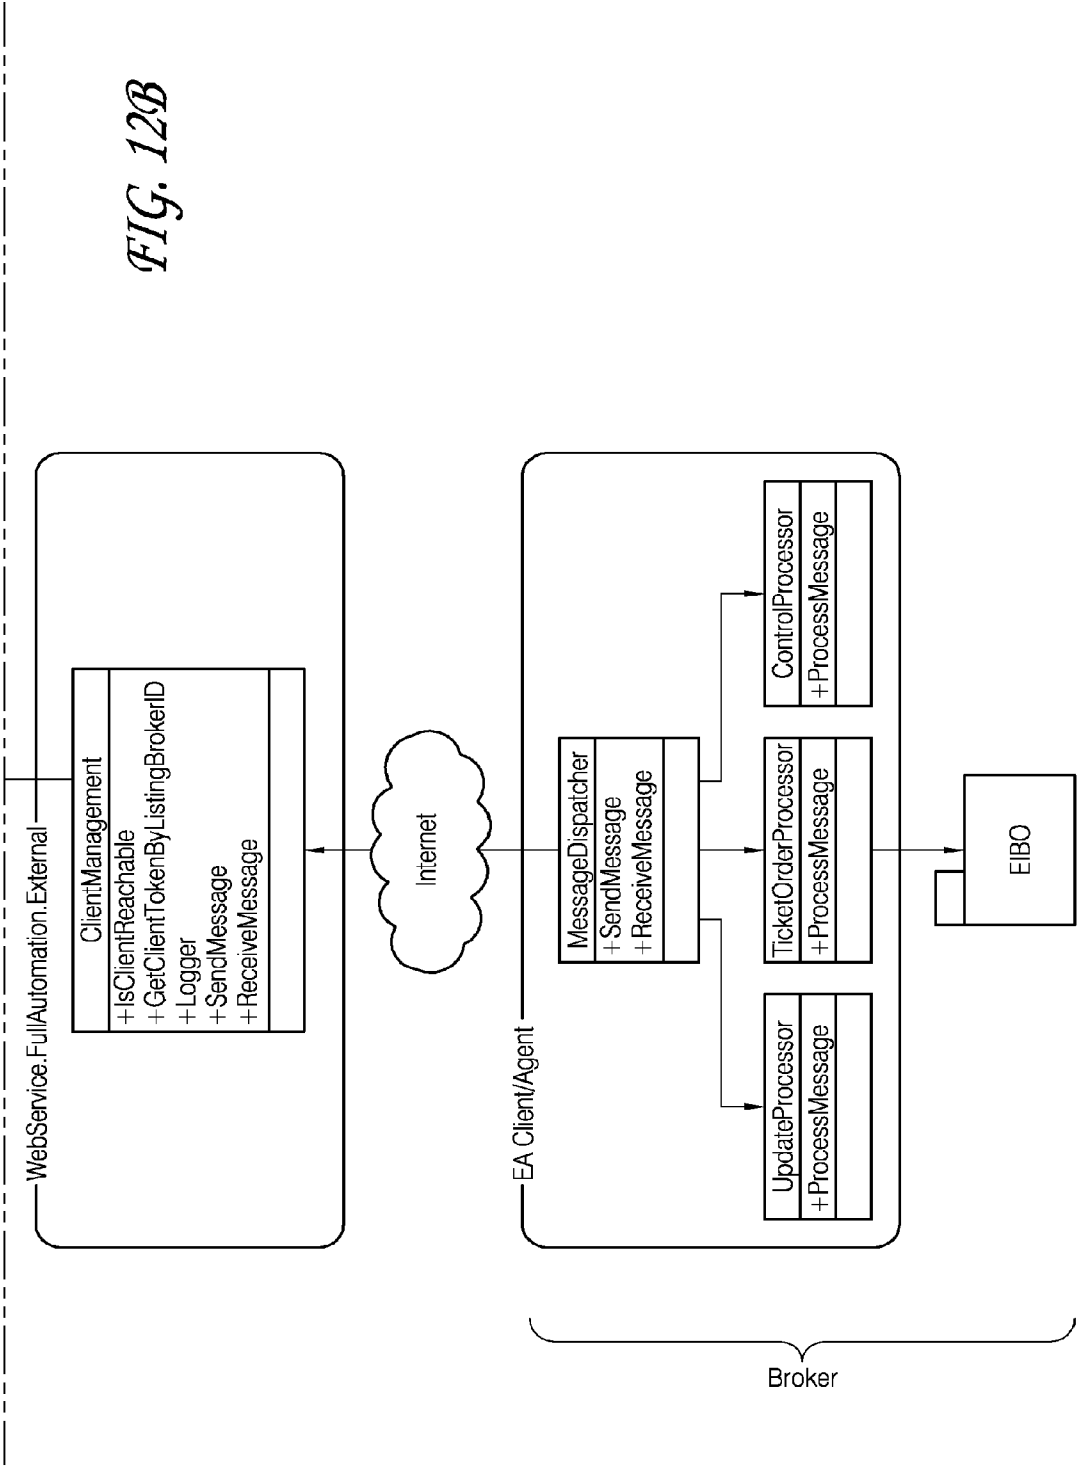 FIG. 12B
WebService.FullAutomation.External
ClientManagement
+IsClientReachable
+GetClientTokenByListingBrokerID
+Logger
+SendMessage
+ReceiveMessage
Internet
EA Client/Agent
MessageDispatcher
+SendMessage
+ReceiveMessage
UpdateProcessor
+ProcessMessage
TicketOrderProcessor
+ProcessMessage
ControlProcessor
+ProcessMessage
EIBO
Broker